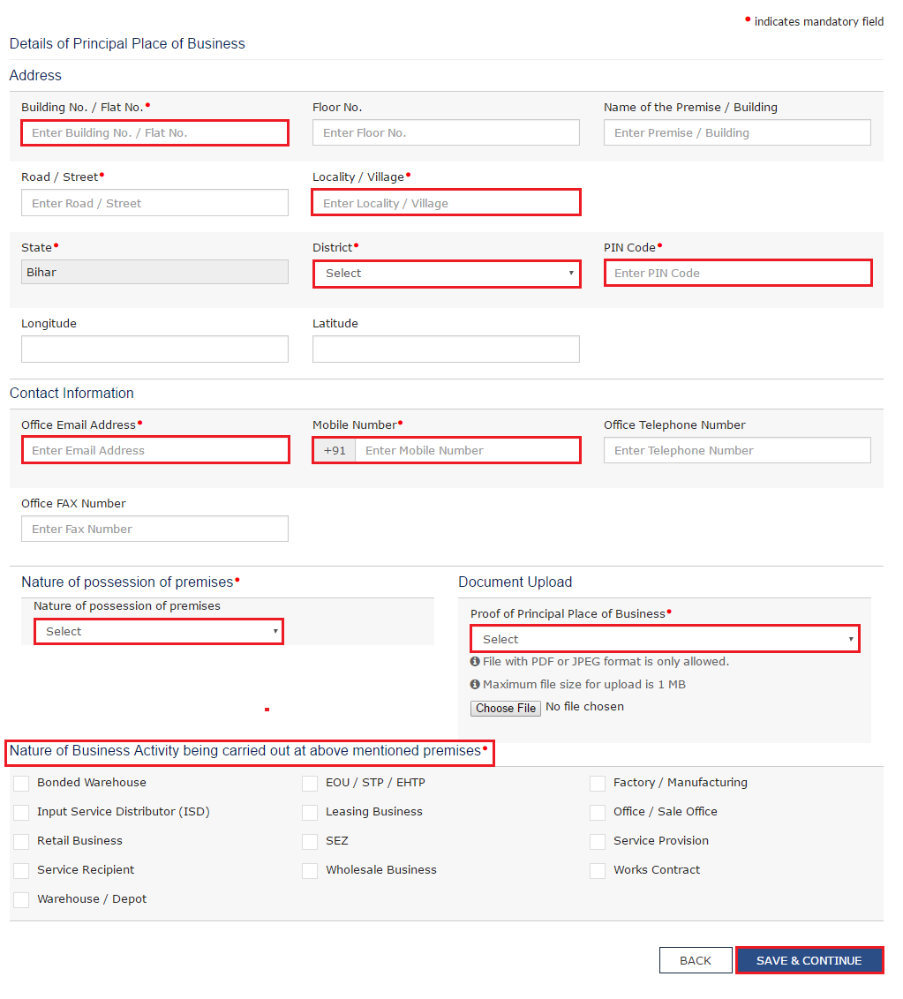 • indicates mandatory field
Details of Principal Place of Business
Address
Building No. / Flat No.• Floor No. Name of the Premise / Building
Enter Building No. / Flat No. Enter Floor No. Enter Premise / Building
Road / Street• Locality / Village•
Enter Road / Street Enter Locality / Village
State• District• PIN Code•
Bihar Select Enter PIN Code
Longitude Latitude
Contact Information
Office Email Address• Mobile Number• Office Telephone Number
Enter Email Address +91 Enter Mobile Number Enter Telephone Number
Office FAX Number
Enter Fax Number
Nature of possession of premises• Document Upload
Nature of possession of premises
Select
Proof of Principal Place of Business•
Select
File with PDF or JPEG format is only allowed.
Maximum file size for upload is 1 MB
Choose File No file chosen
Nature of Business Activity being carried out at above mentioned premises•
Bonded Warehouse EOU / STP / EHTP Factory / Manufacturing
Input Service Distributor (ISD) Leasing Business Office / Sale Office
Retail Business SEZ Service Provision
Service Recipient Wholesale Business Works Contract
Warehouse / Depot
BACK SAVE & CONTINUE